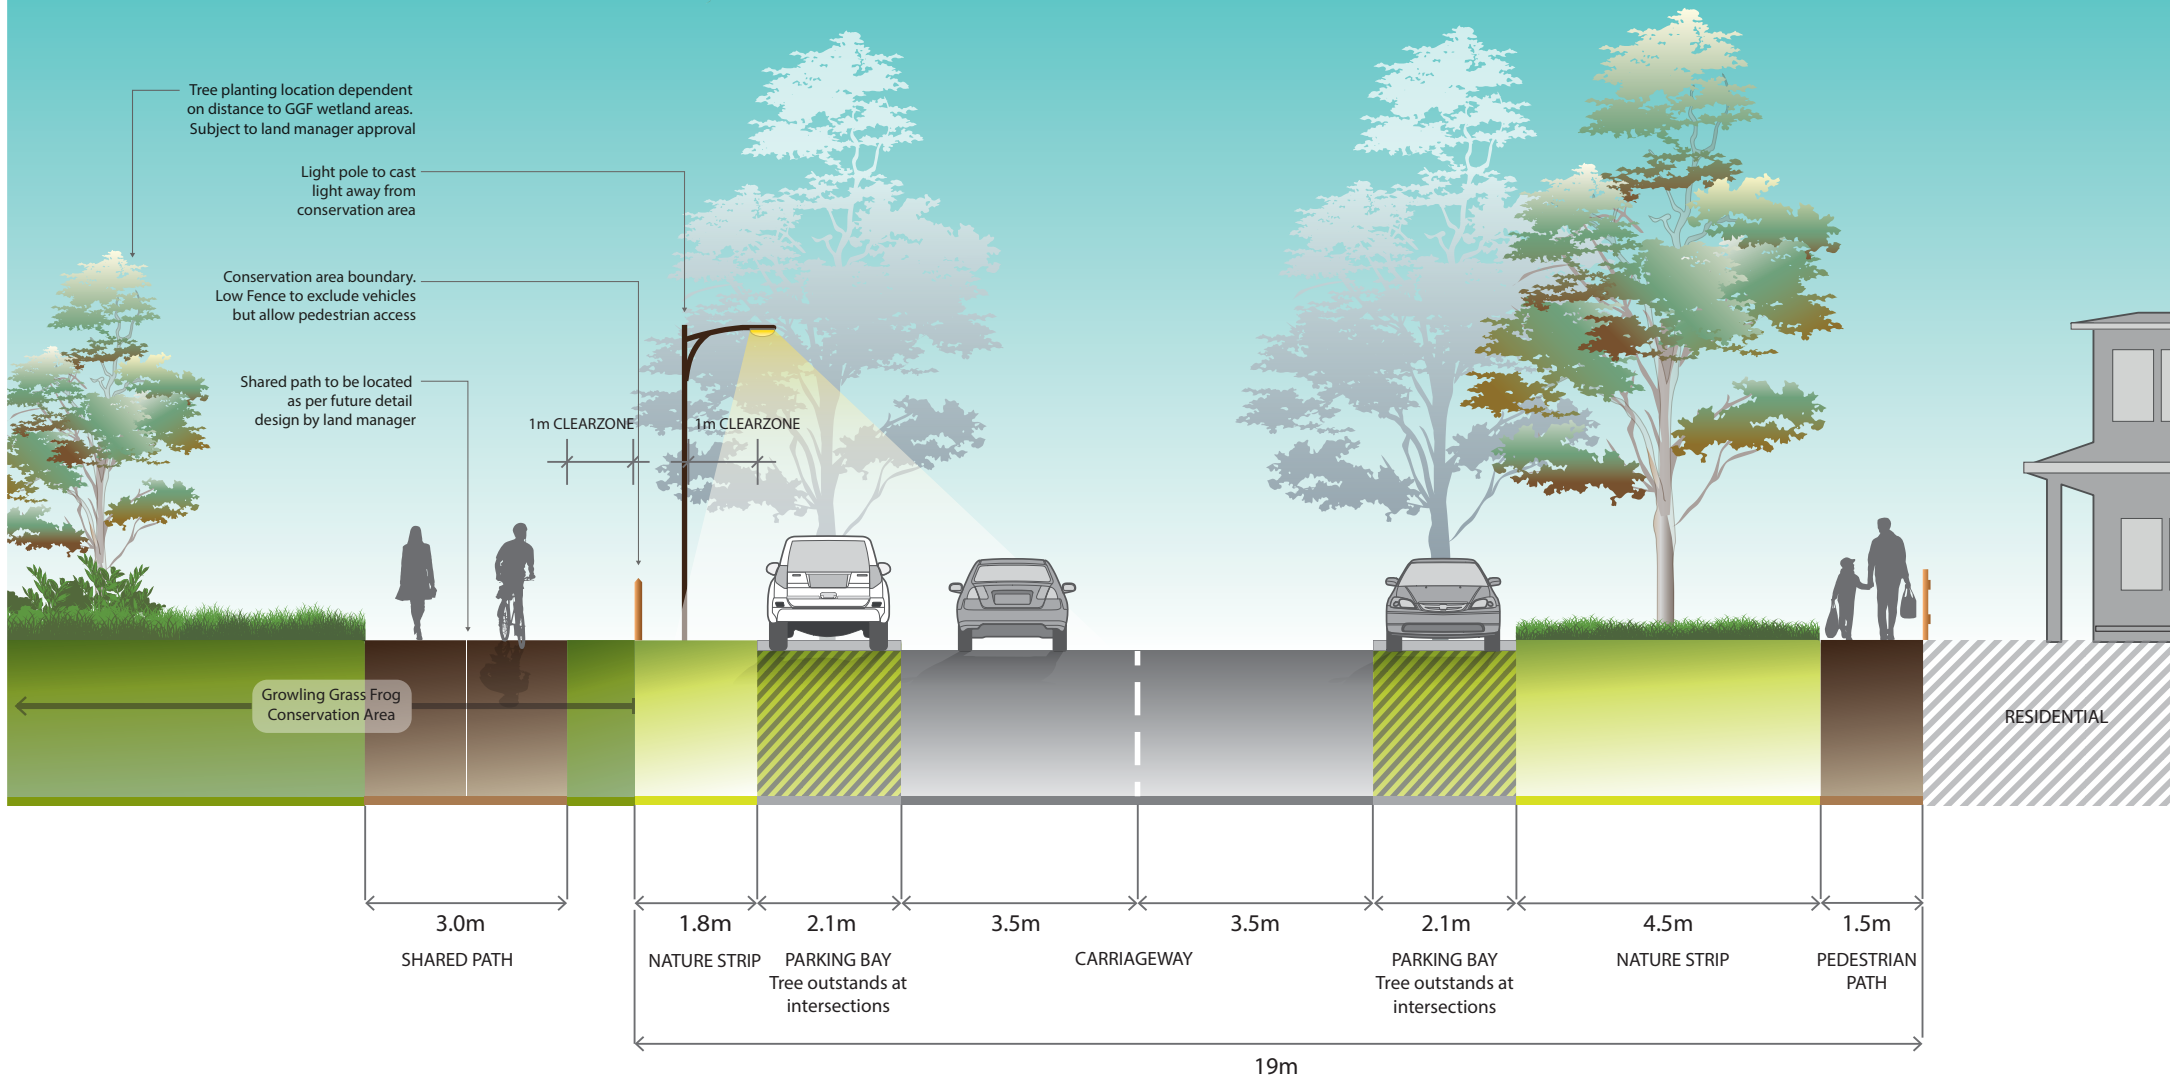 Tree planting location dependent
on distance to GGF wetland areas.
Subject to land manager approval
Light pole to cast
light away from
conservation area
Conservation area boundary.
Low Fence to exclude vehicles
but allow pedestrian access
Shared path to be located
as per future detail
design by land manager
1m CLEARZONE
1m CLEARZONE
Growling Grass Frog
Conservation Area
RESIDENTIAL
3.0m
SHARED PATH
1.8m
NATURE STRIP
2.1m
PARKING BAY
Tree outstands at
intersections
3.5m
3.5m
CARRIAGEWAY
2.1m
PARKING BAY
Tree outstands at
intersections
4.5m
NATURE STRIP
1.5m
PEDESTRIAN
PATH
19m